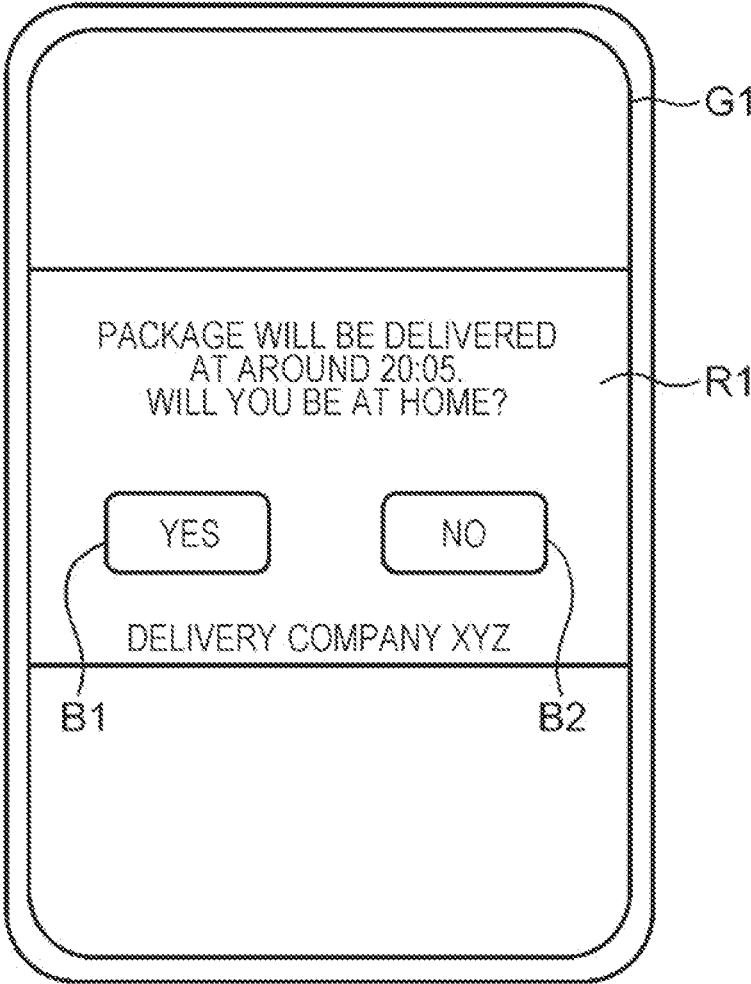 G1
PACKAGE WILL BE DELIVERED
AT AROUND 20:05.
WILL YOU BE AT HOME?
R1
YES
NO
DELIVERY COMPANY XYZ
B1
B2